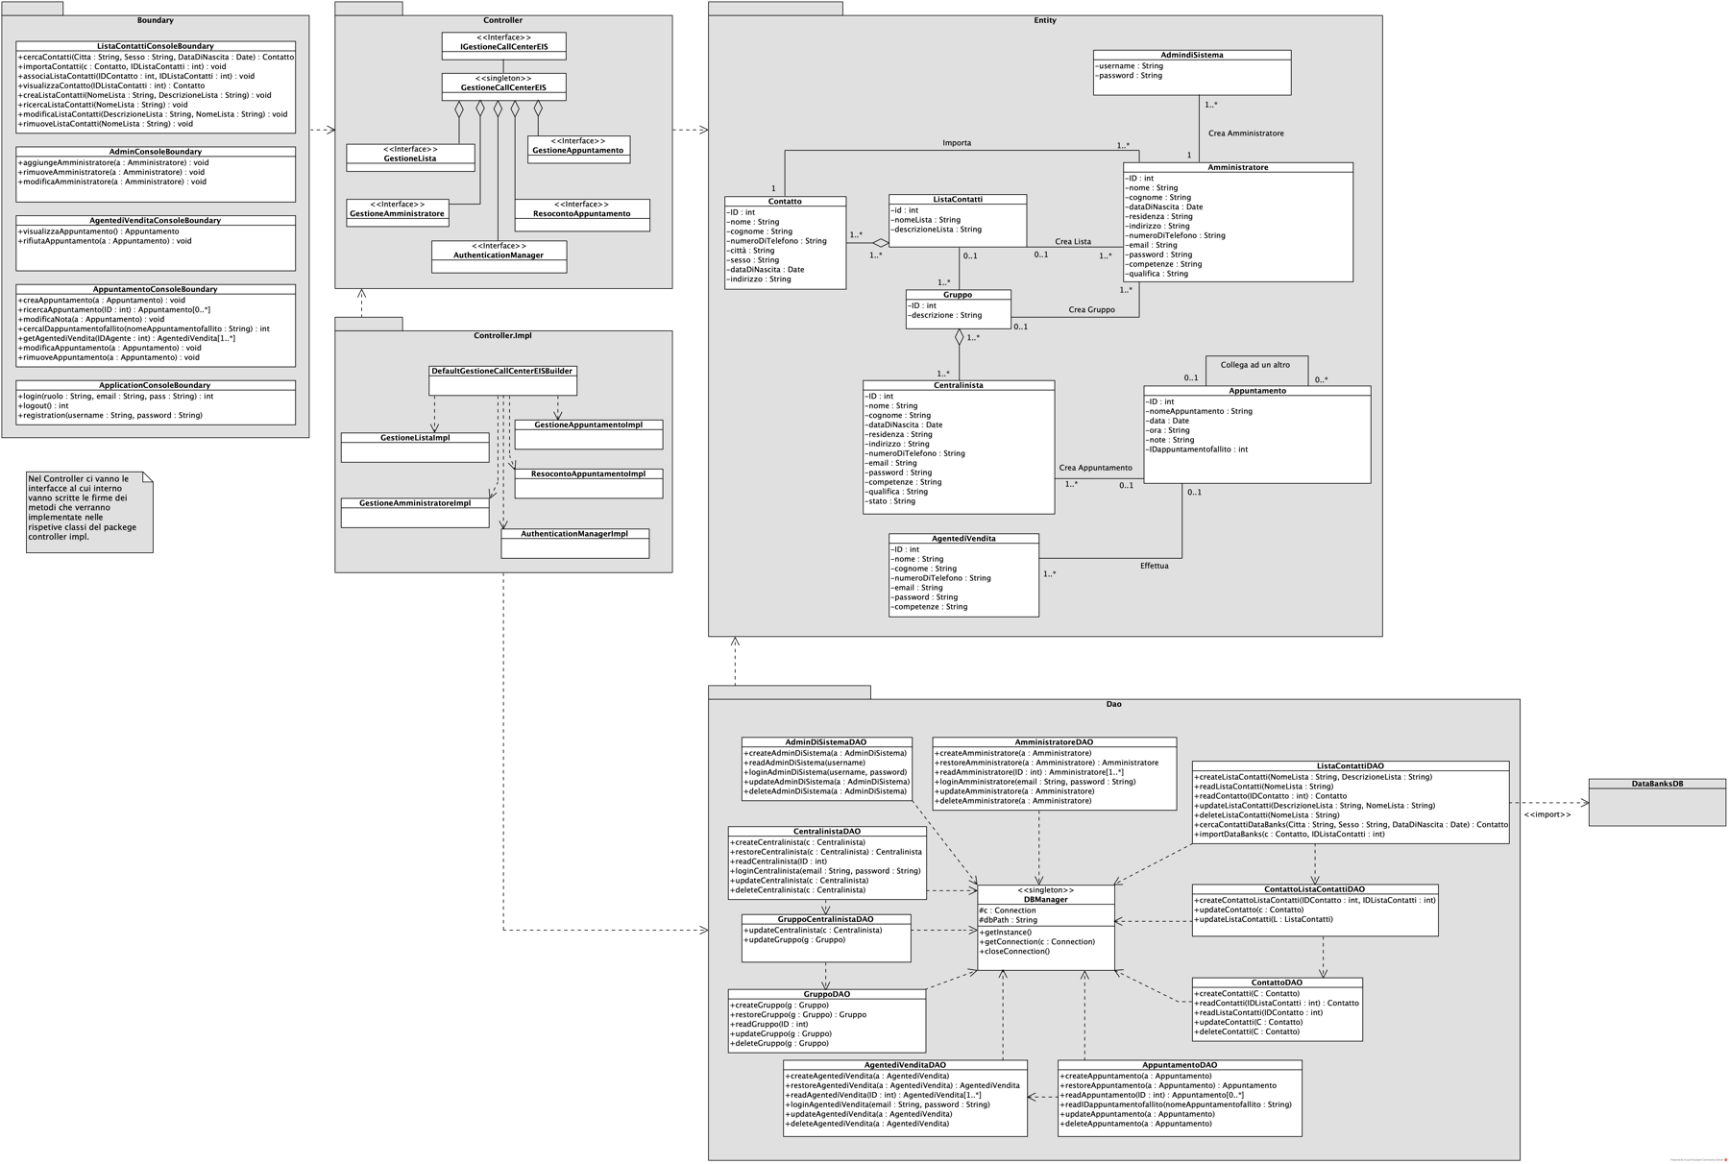 Boundary
ListaContattiConsoleBoundary
+cercaContatti(Citta : String, Sesso : String, DataDiNascita : Date) : Contatto
+importaContatti(c : Contatto, IDListaContatti : int) : void
+associaListaContatti(IDContatto : int, IDListaContatti : int) : void
+visualizzaContatto(IDListaContatti : int) : Contatto
+creaListaContatti(NomeLista : String, DescrizioneLista : String) : void
+ricercaListaContatti(NomeLista : String) : void
+modificaListaContatti(DescrizioneLista : String, NomeLista : String) : void
+rimuoveListaContatti(NomeLista : String) : void
AdminConsoleBoundary
+aggiungeAmministratore(a : Amministratore) : void
+rimuoveAmministratore(a : Amministratore) : void
+modificaAmministratore(a : Amministratore) : void
AgentediVenditaConsoleBoundary
+visualizzaAppuntamento() : Appuntamento
+rifiutaAppuntamento(a : Appuntamento) : void
AppuntamentoConsoleBoundary
+creaAppuntamento(a : Appuntamento) : void
+ricercaAppuntamento(ID : int) : Appuntamento[0..*]
+modificaNota(a : Appuntamento) : void
+cercaIDappuntamentofallito(nomeAppuntamentofallito : String) : int
+getAgentediVendita(IDAgente : int) : AgentediVendita[1..*]
+modificaAppuntamento(a : Appuntamento) : void
+rimuoveAppuntamento(a : Appuntamento) : void
ApplicationConsoleBoundary
+login(ruolo : String, email : String, pass : String) : int
+logout() : int
+registration(username : String, password : String)
Nel Controller ci vanno le
interfacce al cui interno
vanno scritte le firme dei
metodi che verranno
implementate nelle
rispetive classi del packege
controller impl.
Controller
<<Interface>>
IGestioneCallCenterEIS
<<singleton>>
GestioneCallCenterEIS
<<Interface>>
GestioneLista
<<Interface>>
GestioneAppuntamento
<<Interface>>
GestioneAmministratore
<<Interface>>
ResocontoAppuntamento
<<Interface>>
AuthenticationManager
Controller.Impl
DefaultGestioneCallCenterEISBuilder
GestioneListaImpl
GestioneAppuntamentoImpl
ResocontoAppuntamentoImpl
GestioneAmministratoreImpl
AuthenticationManagerImpl
Entity
AdmindiSistema
-username : String
-password : String
1..*
Crea Amministratore
1
Importa
1..*
1
Amministratore
-ID : int
-nome : String
-cognome : String
-dataDiNascita : Date
-residenza : String
-indirizzo : String
-numeroDiTelefono : String
-email : String
-password : String
-competenze : String
-qualifica : String
Contatto
-ID : int
-nome : String
-cognome : String
-numeroDiTelefono : String
-città : String
-sesso : String
-dataDiNascita : Date
-indirizzo : String
ListaContatti
-id : int
-nomeLista : String
-descrizioneLista : String
1..*
1..*
0..1
Crea Lista
0..1
1..*
1..*
Gruppo
-ID : int
-descrizione : String
Crea Gruppo
0..1
1..*
1..*
1..*
Centralinista
-ID : int
-nome : String
-cognome : String
-dataDiNascita : Date
-residenza : String
-indirizzo : String
-numeroDiTelefono : String
-email : String
-password : String
-competenze : String
-qualifica : String
-stato : String
Collega ad un altro
0..1
0..*
Appuntamento
-ID : int
-nomeAppuntamento : String
-data : Date
-ora : String
-note : String
-IDappuntamentofallito : int
Crea Appuntamento
1..*
0..1
0..1
AgentediVendita
-ID : int
-nome : String
-cognome : String
-numeroDiTelefono : String
-email : String
-password : String
-competenze : String
1..*
Effettua
Dao
AdminDiSistemaDAO
+createAdminDiSistema(a : AdminDiSistema)
+readAdminDiSistema(username)
+loginAdminDiSistema(username, password)
+updateAdminDiSistema(a : AdminDiSistema)
+deleteAdminDiSistema(a : AdminDiSistema)
AmministratoreDAO
+createAmministratore(a : Amministratore)
+restoreAmministratore(a : Amministratore) : Amministratore
+readAmministratore(ID : int) : Amministratore[1..*]
+loginAmministratore(email : String, password : String)
+updateAmministratore(a : Amministratore)
+deleteAmministratore(a : Amministratore)
ListaContattiDAO
+createListaContatti(NomeLista : String, DescrizioneLista : String)
+readListaContatti(NomeLista : String)
+readContatto(IDContatto : int) : Contatto
+updateListaContatti(DescrizioneLista : String, NomeLista : String)
+deleteListaContatti(NomeLista : String)
+cercaContattiDataBanks(Citta : String, Sesso : String, DataDiNascita : Date) : Contatto
+importDataBanks(c : Contatto, IDListaContatti : int)
<<import>>
DataBanksDB
CentralinistaDAO
+createCentralinista(c : Centralinista)
+restoreCentralinista(c : Centralinista) : Centralinista
+readCentralinista(ID : int)
+loginCentralinista(email : String, password : String)
+updateCentralinista(c : Centralinista)
+deleteCentralinista(c : Centralinista)
<<singleton>>
DBManager
#c : Connection
#dbPath : String
+getInstance()
+getConnection(c : Connection)
+closeConnection()
ContattoListaContattiDAO
+createContattoListaContatti(IDContatto : int, IDListaContatti : int)
+updateContatto(c : Contatto)
+updateListaContatti(L : ListaContatti)
GruppoCentralinistaDAO
+updateCentralinista(c : Centralinista)
+updateGruppo(g : Gruppo)
GruppoDAO
+createGruppo(g : Gruppo)
+restoreGruppo(g : Gruppo) : Gruppo
+readGruppo(ID : int)
+updateGruppo(g : Gruppo)
+deleteGruppo(g : Gruppo)
ContattoDAO
+createContatti(C : Contatto)
+readContatti(IDListaContatti : int) : Contatto
+readListaContatti(IDContatto : int)
+updateContatti(C : Contatto)
+deleteContatti(C : Contatto)
AgentediVenditaDAO
+createAgentediVendita(a : AgentediVendita)
+restoreAgentediVendita(a : AgentediVendita) : AgentediVendita
+readAgentediVendita(ID : int) : AgentediVendita[1..*]
+loginAgentediVendita(email : String, password : String)
+updateAgentediVendita(a : AgentediVendita)
+deleteAgentediVendita(a : AgentediVendita)
AppuntamentoDAO
+createAppuntamento(a : Appuntamento)
+restoreAppuntamento(a : Appuntamento) : Appuntamento
+readAppuntamento(ID : int) : Appuntamento[0..*]
+readIDappuntamentofallito(nomeAppuntamentofallito : String)
+updateAppuntamento(a : Appuntamento)
+deleteAppuntamento(a : Appuntamento)